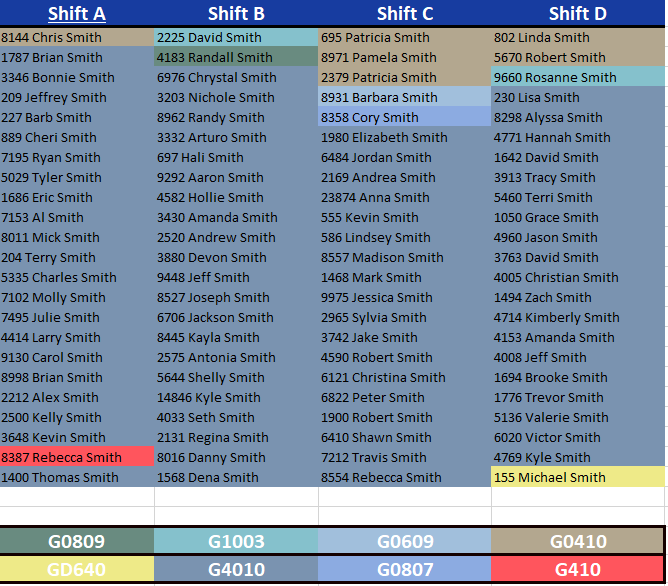 Shift A Shift B Shift C Shift D
8144 Chris Smith 2225 David Smith 695 Patricia Smith 802 Linda Smith
1787 Brian Smith 4183 Randall Smith 8971 Pamela Smith 5670 Robert Smith
3346 Bonnie Smith 6976 Chrystal Smith 2379 Patricia Smith 9660 Rosanne Smith
209 Jeffrey Smith 3203 Nichole Smith 8931 Barbara Smith 230 Lisa Smith
227 Barb Smith 8962 Randy Smith 8358 Cory Smith 8298 Alyssa Smith
889 Cheri Smith 3332 Arturo Smith 1980 Elizabeth Smith 4771 Hannah Smith
7195 Ryan Smith 697 Hali Smith 6484 Jordan Smith 1642 David Smith
5029 Tyler Smith 9292 Aaron Smith 2169 Andrea Smith 3913 Tracy Smith
1686 Eric Smith 4582 Hollie Smith 23874 Anna Smith 5460 Terri Smith
7153 Al Smith 3430 Amanda Smith 555 Kevin Smith 1050 Grace Smith
8011 Mick Smith 2520 Andrew Smith 586 Lindsey Smith 4960 Jason Smith
204 Terry Smith 3880 Devon Smith 8557 Madison Smith 3763 David Smith
5335 Charles Smith 9448 Jeff Smith 1468 Mark Smith 4005 Christian Smith
7102 Molly Smith 8527 Joseph Smith 9975 Jessica Smith 1494 Zach Smith
7495 Julie Smith 6706 Jackson Smith 2965 Sylvia Smith 4714 Kimberly Smith
4414 Larry Smith 8445 Kayla Smith 3742 Jake Smith 4153 Amanda Smith
9130 Carol Smith 2575 Antonia Smith 4590 Robert Smith 4008 Jeff Smith
8998 Brian Smith 5644 Shelly Smith 6121 Christina Smith 1694 Brooke Smith
2212 Alex Smith 14846 Kyle Smith 6822 Peter Smith 1776 Trevor Smith
2500 Kelly Smith 4033 Seth Smith 1900 Robert Smith 5136 Valerie Smith
3648 Kevin Smith 2131 Regina Smith 6410 Shawn Smith 6020 Victor Smith
8387 Rebecca Smith 8016 Danny Smith 7212 Travis Smith 4769 Kyle Smith
1400 Thomas Smith 1568 Dena Smith 8554 Rebecca Smith 155 Michael Smith
G0809 G1003 G0609 G0410
GD640 G4010 G0807 G410